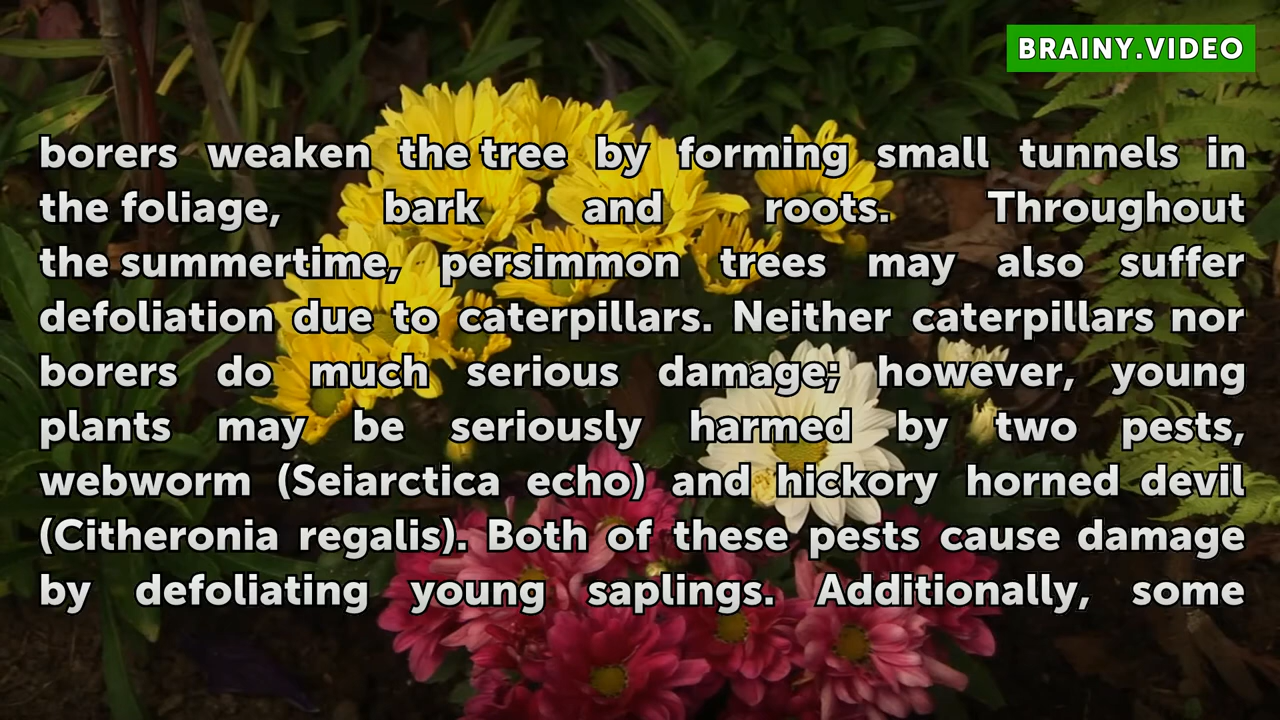 BRAINY.VIDEO
borers weaken the tree by forming small tunnels in
the foliage, bark and roots. Throughout
the summertime, persimmon trees may also suffer
defoliation due to caterpillars. Neither caterpillars nor
borers do much serious damage; however, young
plants may be seriously harmed by two pests,
webworm (Seiarctica echo) and hickory horned devil
(Citheronia regalis). Both of these pests cause damage
by defoliating young saplings. Additionally, some